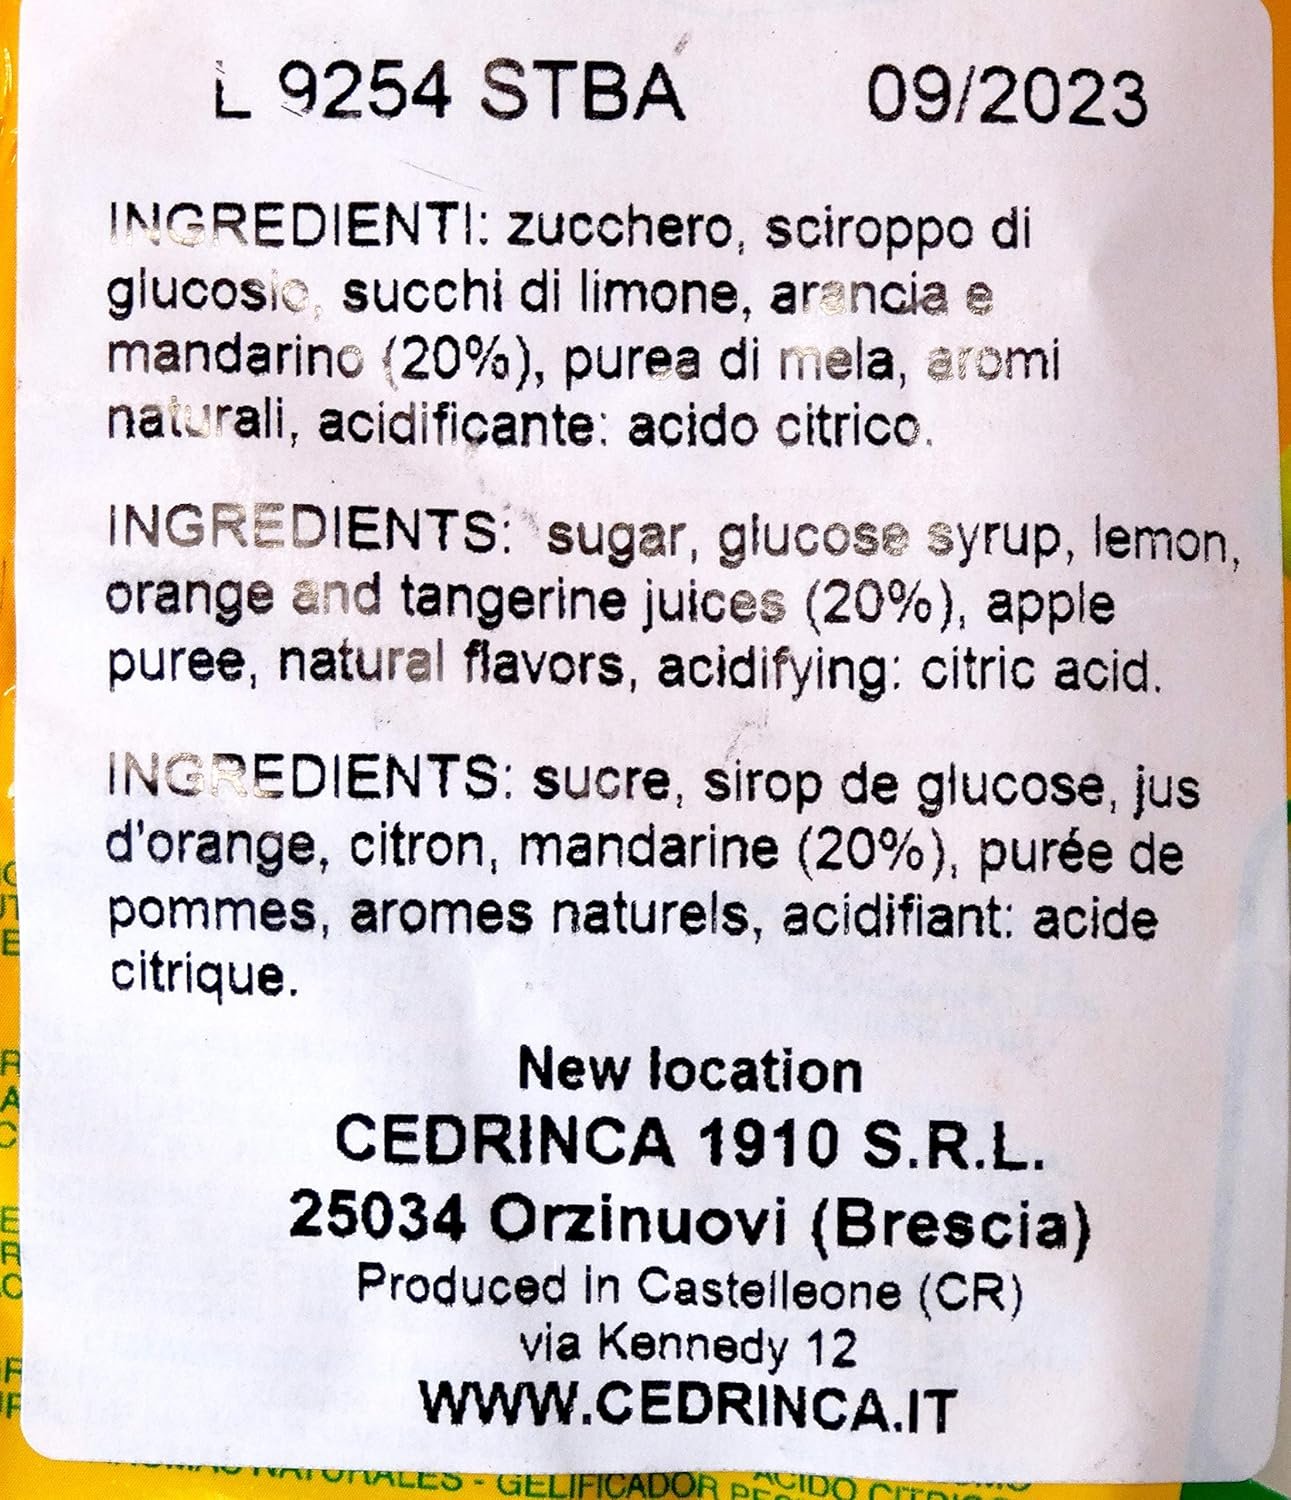 L 9254 STBA 09/2023
INGREDIENTI: zucchero, sciroppo di
glucosio, succhi di limone, arancia e
mandarino (20%), purea di mela, aromi
naturali, acidificante: acido citrico.
INGREDIENTS: sugar, glucose syrup, lemon,
orange and tangerine juices (20%), apple
puree, natural flavors, acidifying: citric acid.
INGREDIENTS: sucre, sirop de glucose, jus
d'orange, citron, mandarine (20%), purée de
pommes, aromes naturels, acidifiant: acide
citrique.
New location
CEDRINCA 1910 S.R.L.
25034 Orzinuovi (Brescia)
Produced in Castelleone (CR)
via Kennedy 12
WWW.CEDRINCA.IT
NATURALES - GELIFICADOR ACIDO